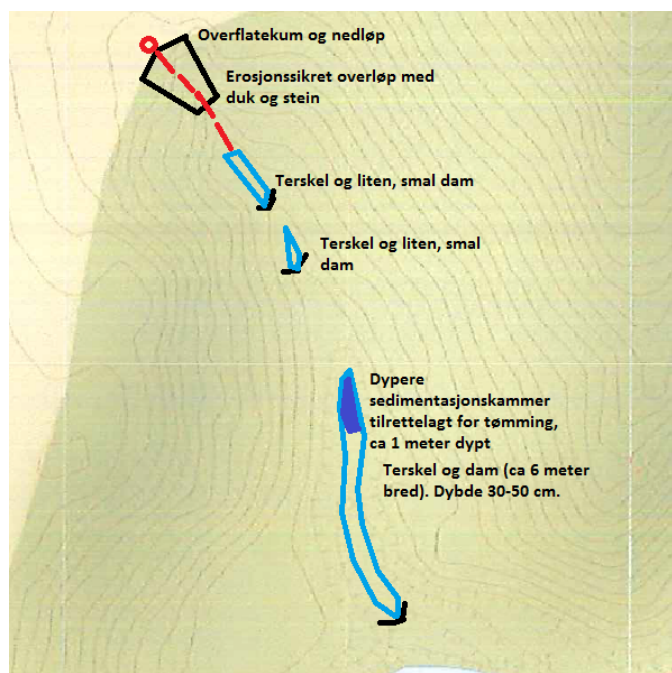 Overflatekum og nedløp
Erosjonssikret overløp med
duk og stein
Terskel og liten, smal dam
Terskel og liten, smal
dam
Dypere
sedimentasjonskammer
tilrettelagt for tømming,
ca 1 meter dypt
Terskel og dam (ca 6 meter
bred). Dybde 30-50 cm.